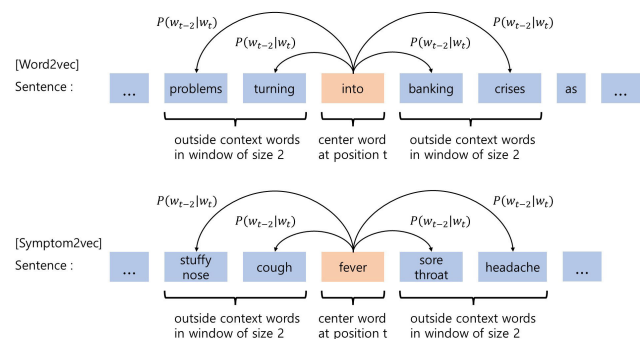 P(w_{t−2}|w_t) P(w_{t−2}|w_t)
P(w_{t−2}|w_t) P(w_{t−2}|w_t)
[Word2vec]
Sentence : ... problems turning into banking crises as ...
outside context words center word outside context words
in window of size 2 at position t in window of size 2
P(w_{t−2}|w_t) P(w_{t−2}|w_t)
P(w_{t−2}|w_t) P(w_{t−2}|w_t)
[Symptom2vec]
Sentence : ... stuffy nose cough fever sore throat headache ...
outside context words center word outside context words
in window of size 2 at position t in window of size 2